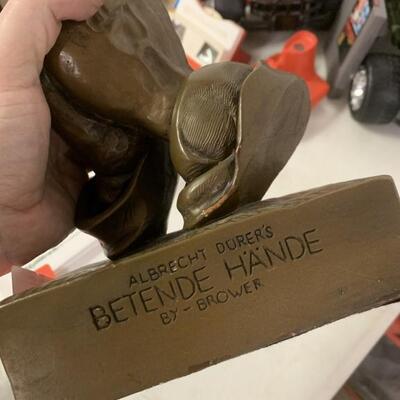 ALBRECHT DÜRER'S
BETENDE HÄNDE
BY - BROWER